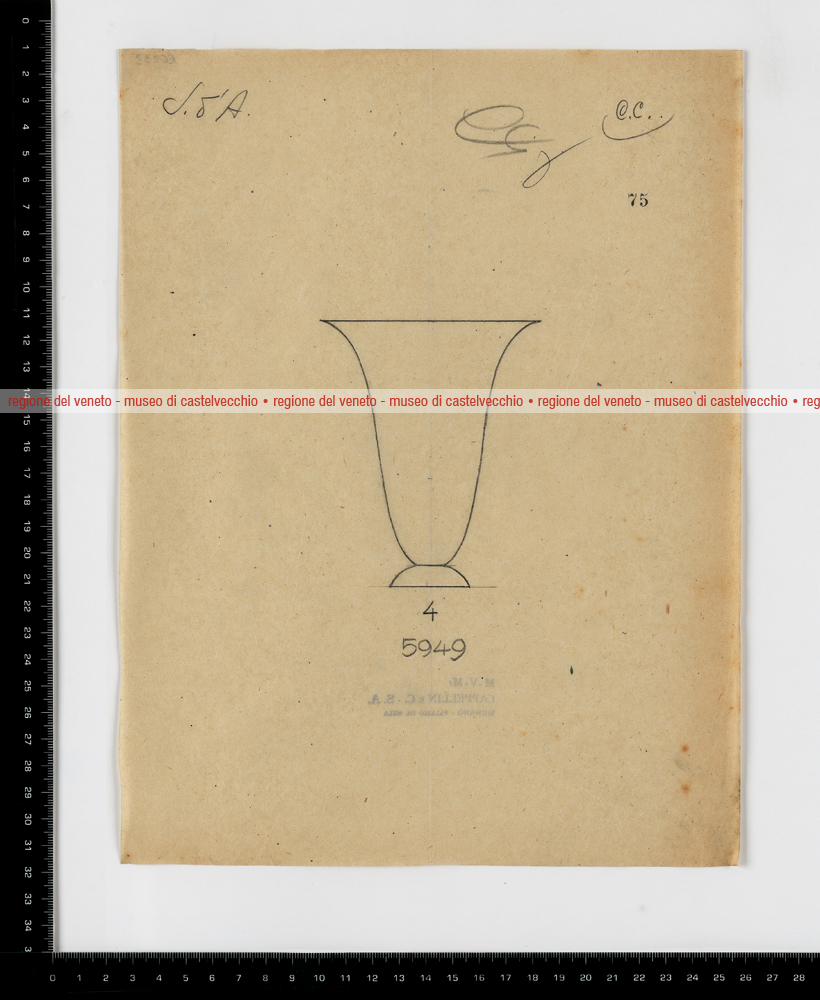 J. d'A.
C.C..
75
regione del veneto - museo di castelvecchio • regione del veneto - museo di castelvecchio • regione del veneto - museo di castelvecchio • reg
4
5949
M.V.M.
CAPPELLIN e C. - S. A.
0 1 2 3 4 5 6 7 8 9 10 11 12 13 14 15 16 17 18 19 20 21 22 23 24 25 26 27 28 29 30 31 32 33 34 3
0 1 2 3 4 5 6 7 8 9 10 11 12 13 14 15 16 17 18 19 20 21 22 23 24 25 26 27 28